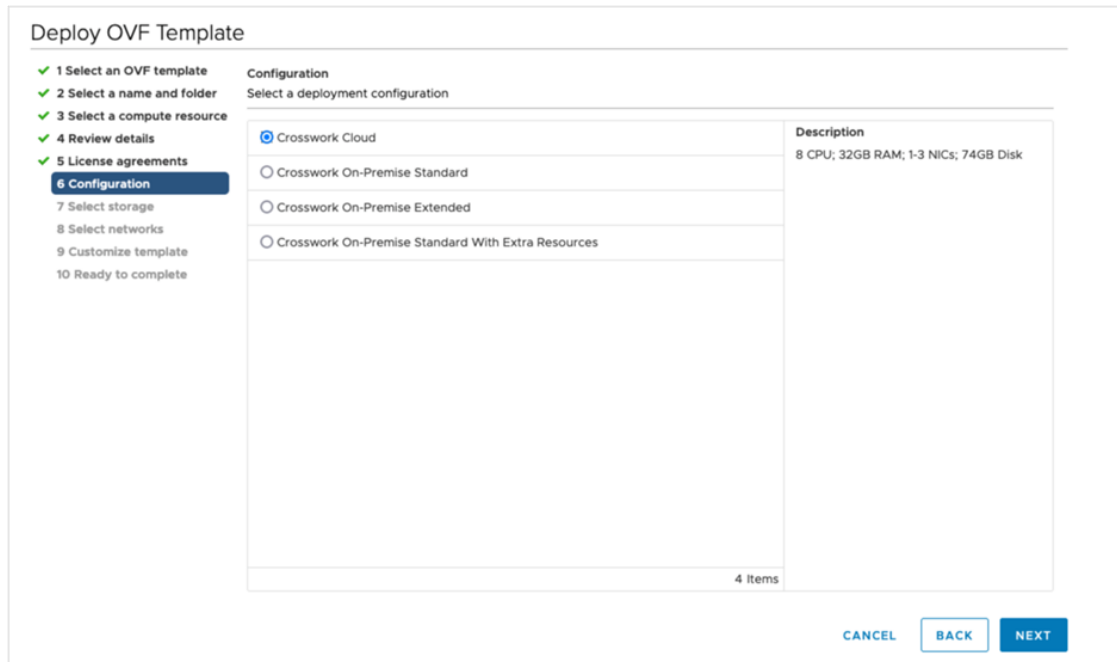 Deploy OVF Template
1 Select an OVF template
2 Select a name and folder
3 Select a compute resource
4 Review details
5 License agreements
6 Configuration
7 Select storage
8 Select networks
9 Customize template
10 Ready to complete
Configuration
Select a deployment configuration
Crosswork Cloud
Crosswork On-Premise Standard
Crosswork On-Premise Extended
Crosswork On-Premise Standard With Extra Resources
4 Items
Description
8 CPU; 32GB RAM; 1-3 NICs; 74GB Disk
CANCEL
BACK
NEXT